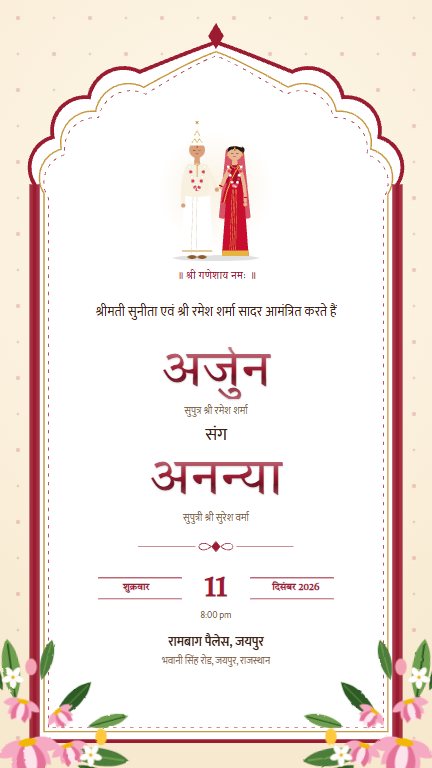 ॥ श्री गणेशाय नमः ॥
श्रीमती सुनीता एवं श्री रमेश शर्मा सादर आमंत्रित करते हैं
अर्जुन
सुपुत्र श्री रमेश शर्मा
संग
अनन्या
सुपुत्री श्री सुरेश वर्मा
शुक्रवार 11 दिसंबर 2026
8:00 pm
रामबाग पैलेस, जयपुर
भवानी सिंह रोड, जयपुर, राजस्थान